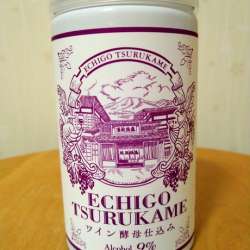 ECHIGO TSURUKAME
ECHIGO
TSURUKAME
ワイン酵母仕込み
Alcohol 9%